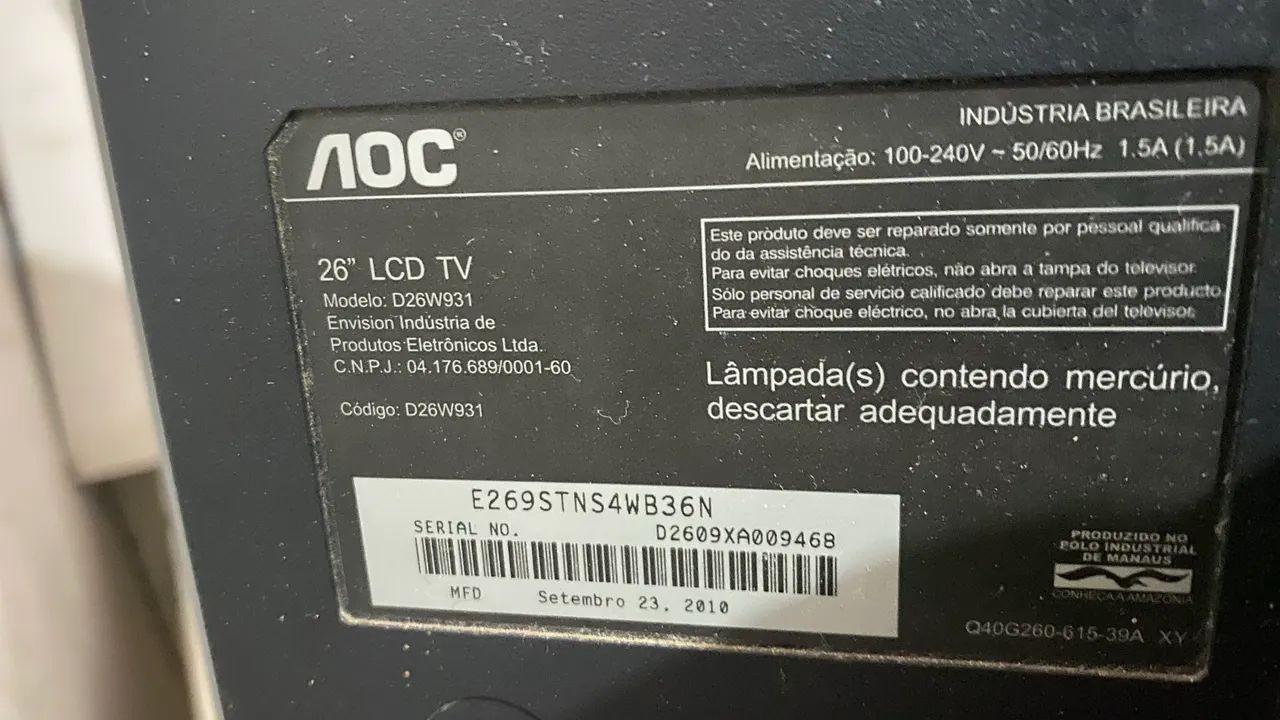 AOC®
INDÚSTRIA BRASILEIRA
Alimentação: 100-240V ~ 50/60Hz 1.5A (1.5A)
26” LCD TV
Modelo: D26W931
Envision Indústria de
Produtos Eletrônicos Ltda.
C.N.P.J.: 04.176.689/0001-60
Código: D26W931
Este produto deve ser reparado somente por pessoal qualifica-
do da assistência técnica.
Para evitar choques elétricos, não abra a tampa do televisor.
Sólo personal de servicio calificado debe reparar este producto.
Para evitar choque eléctrico, no abra la cubierta del televisor.
Lâmpada(s) contendo mercúrio,
descartar adequadamente
E269STNS4WB36N
SERIAL NO. D2609XA009468
MFD Setembro 23, 2010
PRODUZIDO NO
PÓLO INDUSTRIAL
DE MANAUS
CONHEÇA A AMAZÔNIA
Q40G260-615-39A XY